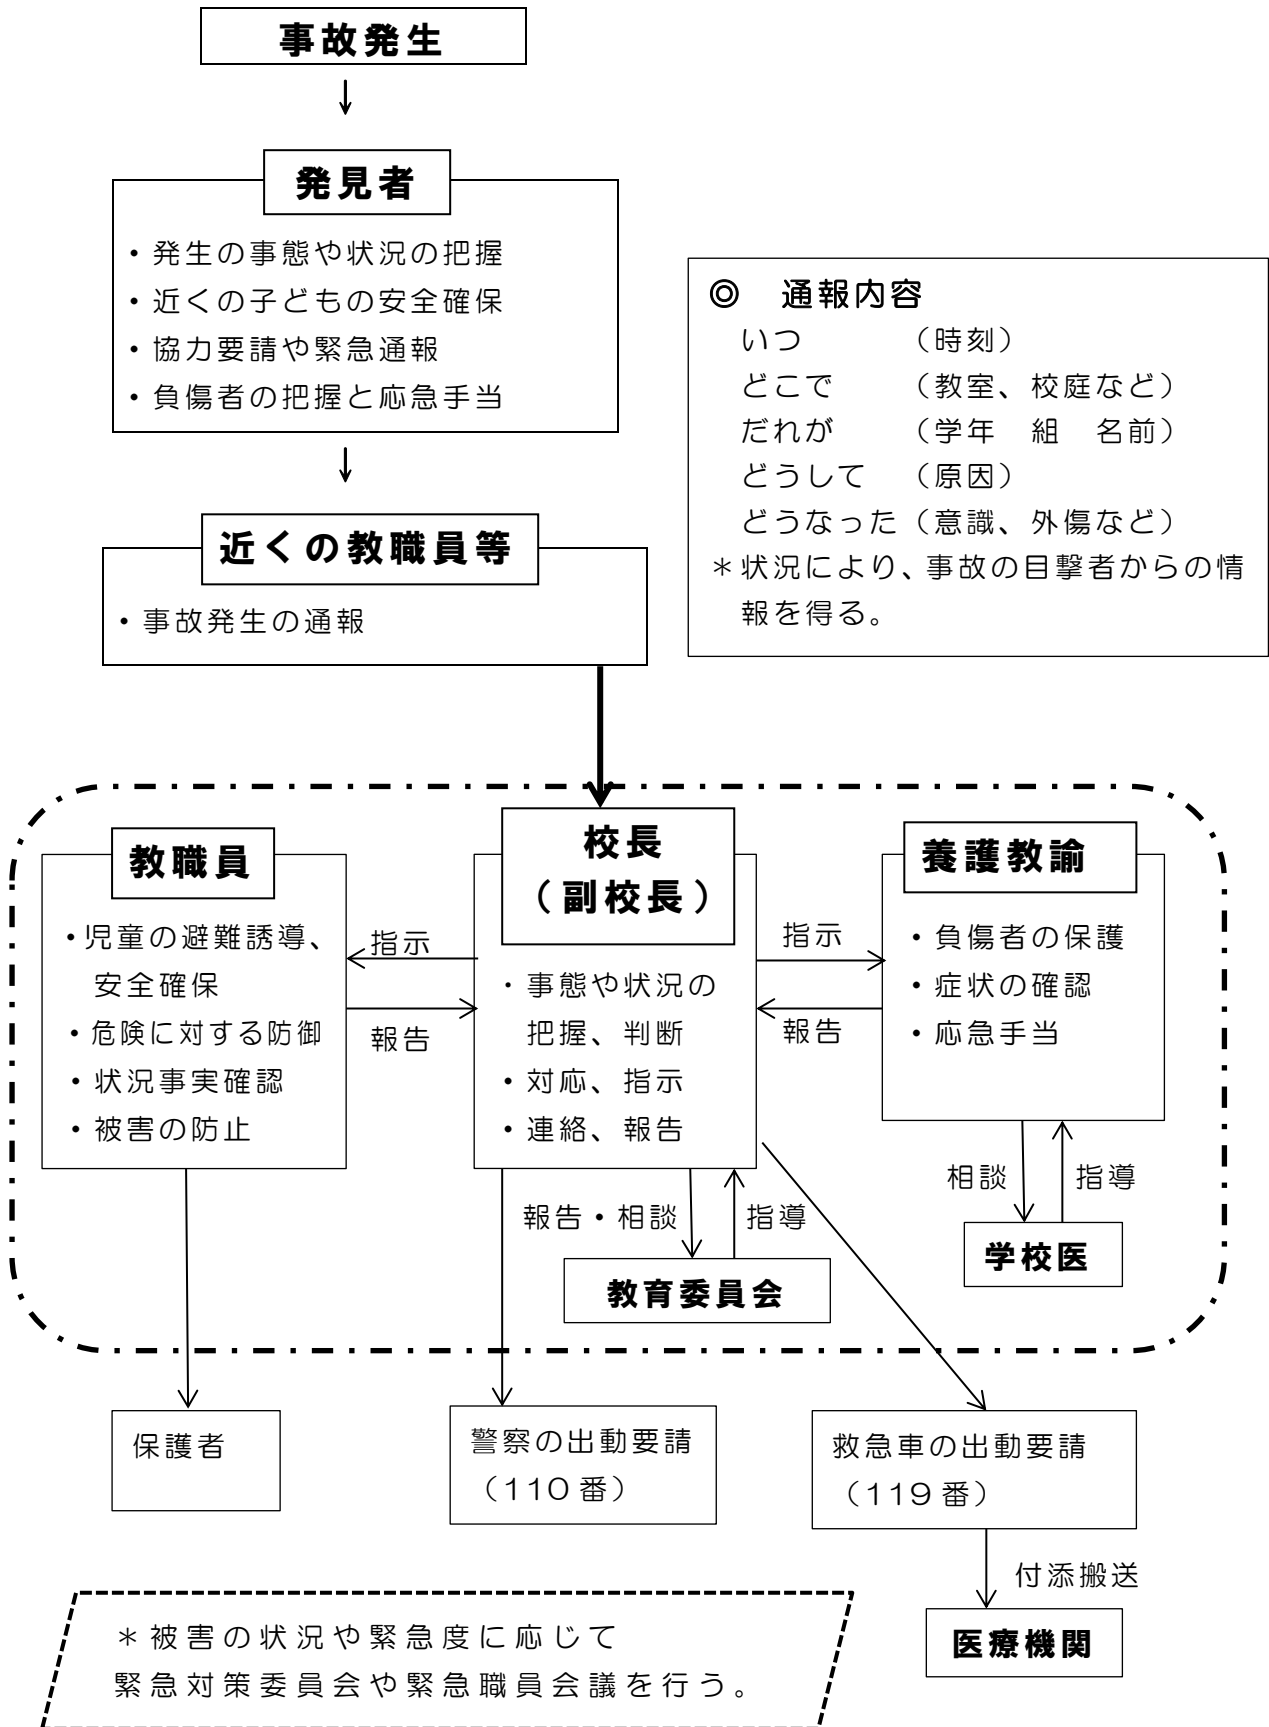 事故発生
発見者
・発生の事態や状況の把握
・近くの子どもの安全確保
・協力要請や緊急通報
・負傷者の把握と応急手当
◎　通報内容
いつ　　　（時刻）
どこで　　（教室、校庭など）
だれが　　（学年　組　名前）
どうして　（原因）
どうなった（意識、外傷など）
＊状況により、事故の目撃者からの情
報を得る。
近くの教職員等
・事故発生の通報
教職員
・児童の避難誘導、
安全確保
・危険に対する防御
・状況事実確認
・被害の防止
指示
報告
校長
（副校長）
・事態や状況の
把握、判断
・対応、指示
・連絡、報告
指示
報告
養護教諭
・負傷者の保護
・症状の確認
・応急手当
相談
指導
学校医
報告・相談
指導
教育委員会
保護者
警察の出動要請
（110番）
救急車の出動要請
（119番）
付添搬送
医療機関
＊被害の状況や緊急度に応じて
緊急対策委員会や緊急職員会議を行う。